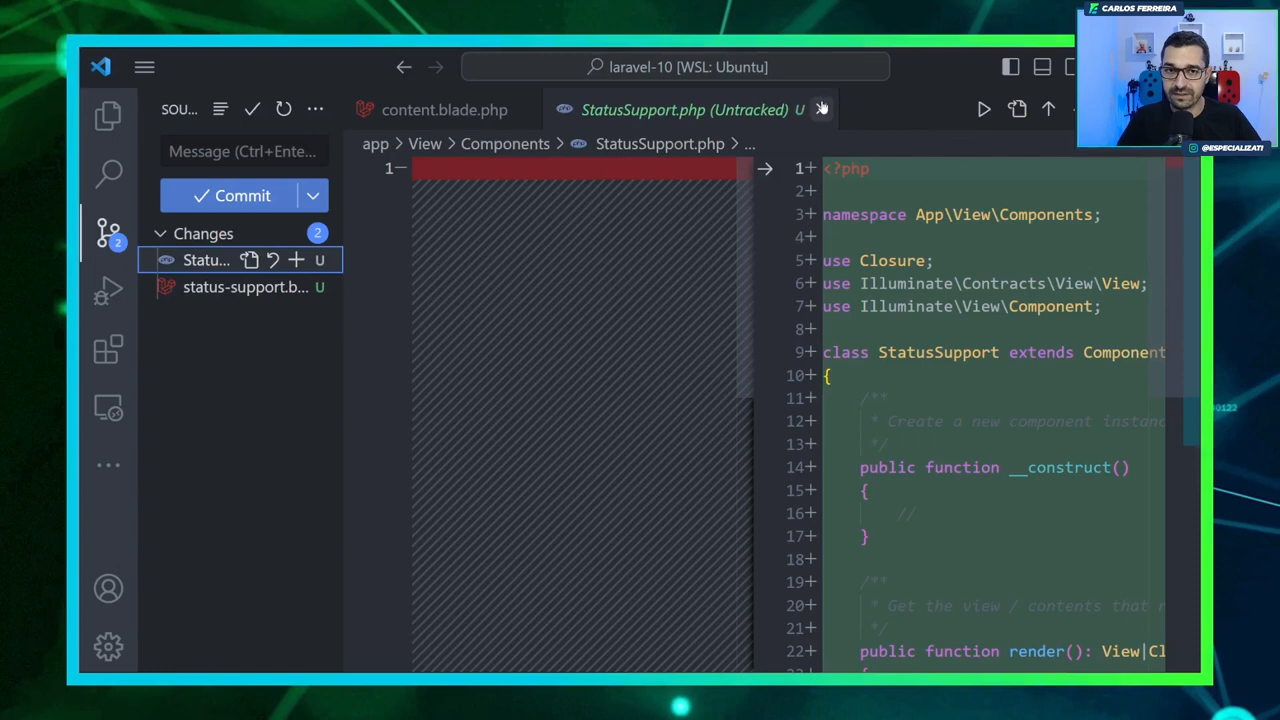 CARLOS FERREIRA
@ESPECIALIZATI
laravel-10 [WSL: Ubuntu]
SOU...
content.blade.php
StatusSupport.php (Untracked) U
app > View > Components > StatusSupport.php > ...
Message (Ctrl+Ente...
Commit
Changes 2
Statu... U
status-support.b... U
2
1
1+ <?php
2+
3+ namespace App\View\Components;
4+
5+ use Closure;
6+ use Illuminate\Contracts\View\View;
7+ use Illuminate\View\Component;
8+
9+ class StatusSupport extends Component
10+ {
11+ /**
12+ * Create a new component instanc
13+ */
14+ public function __construct()
15+ {
16+ //
17+ }
18+
19+ /**
20+ * Get the view / contents that r
21+ */
22+ public function render(): View|Cl
00122